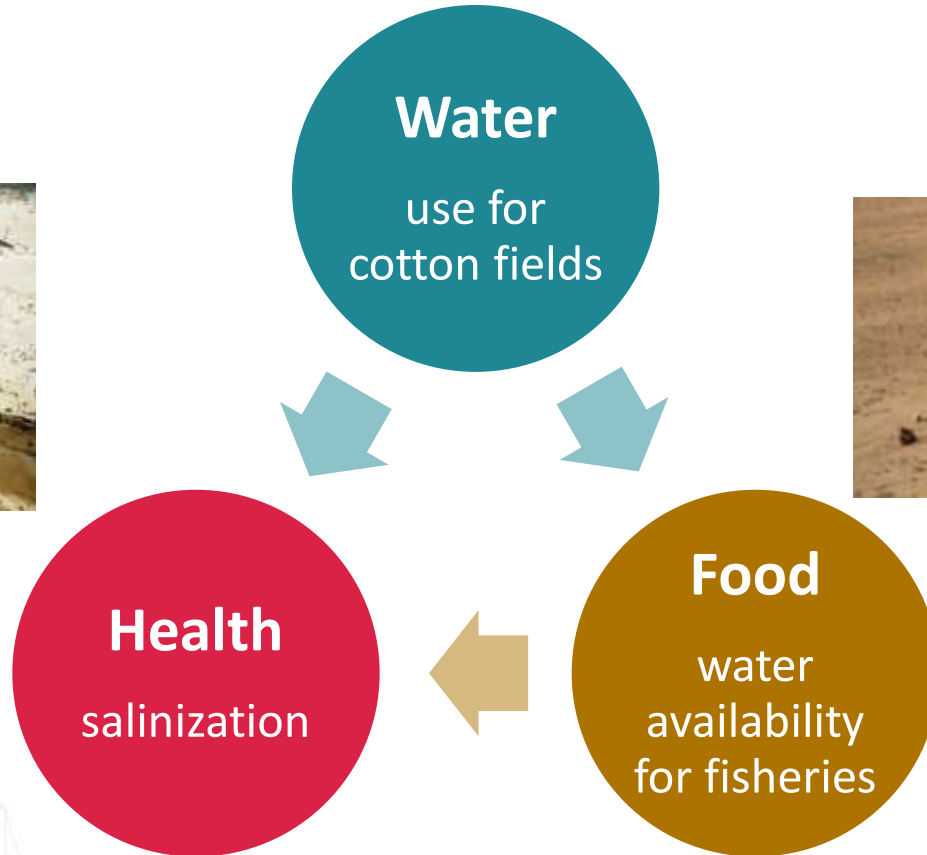 Water
use for
cotton fields
Health
salinization
Food
water
availability
for fisheries